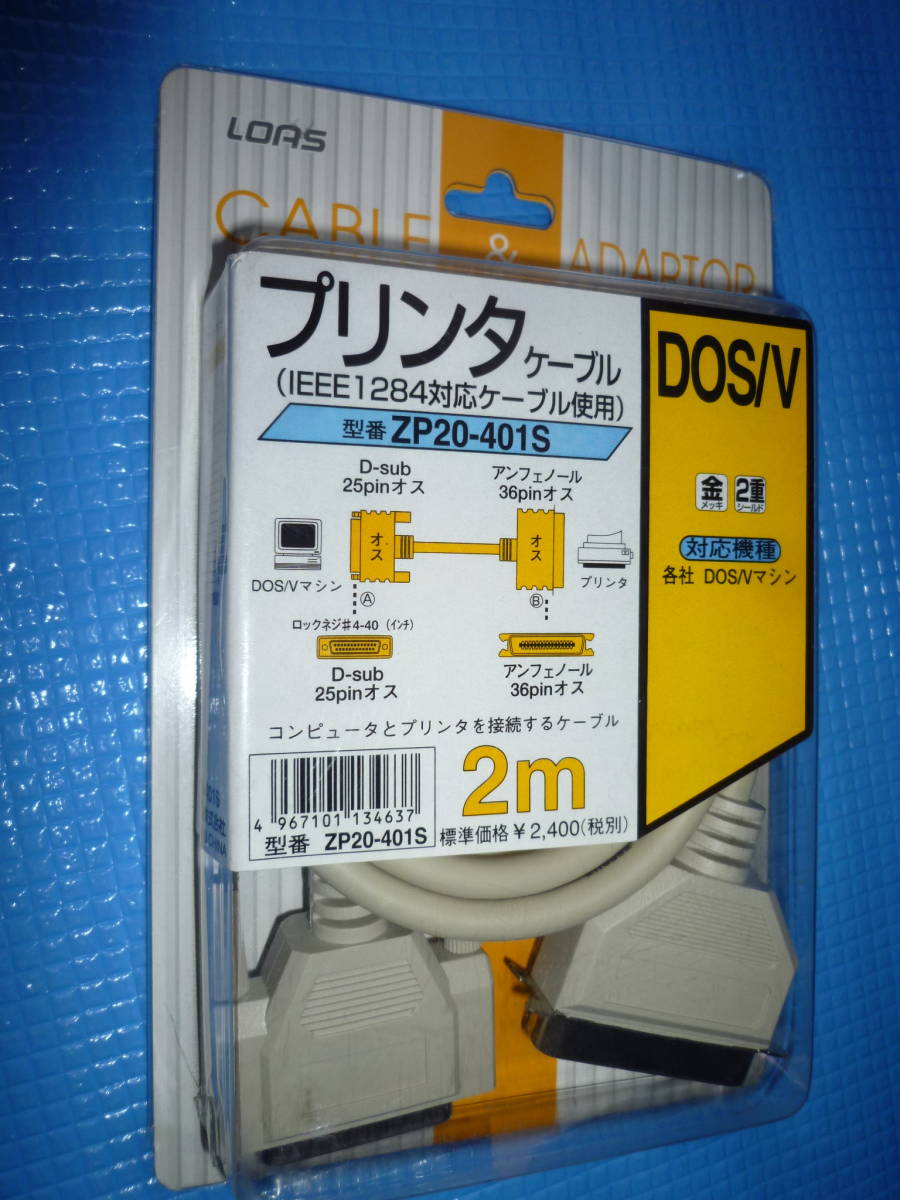 LOAS
CABLE & ADAPTOR
プリンタ ケーブル
(IEEE1284対応ケーブル使用)
型番 ZP20-401S
DOS/V
金 メッキ
2重 シールド
対応機種
各社 DOS/Vマシン
D-sub
25pinオス
アンフェノール
36pinオス
オス
オス
DOS/Vマシン
Ⓐ
Ⓑ
プリンタ
ロックネジ#4-40 (インチ)
D-sub
25pinオス
アンフェノール
36pinオス
コンピュータとプリンタを接続するケーブル
2m
4 967101 134637
型番 ZP20-401S
標準価格¥2,400(税別)